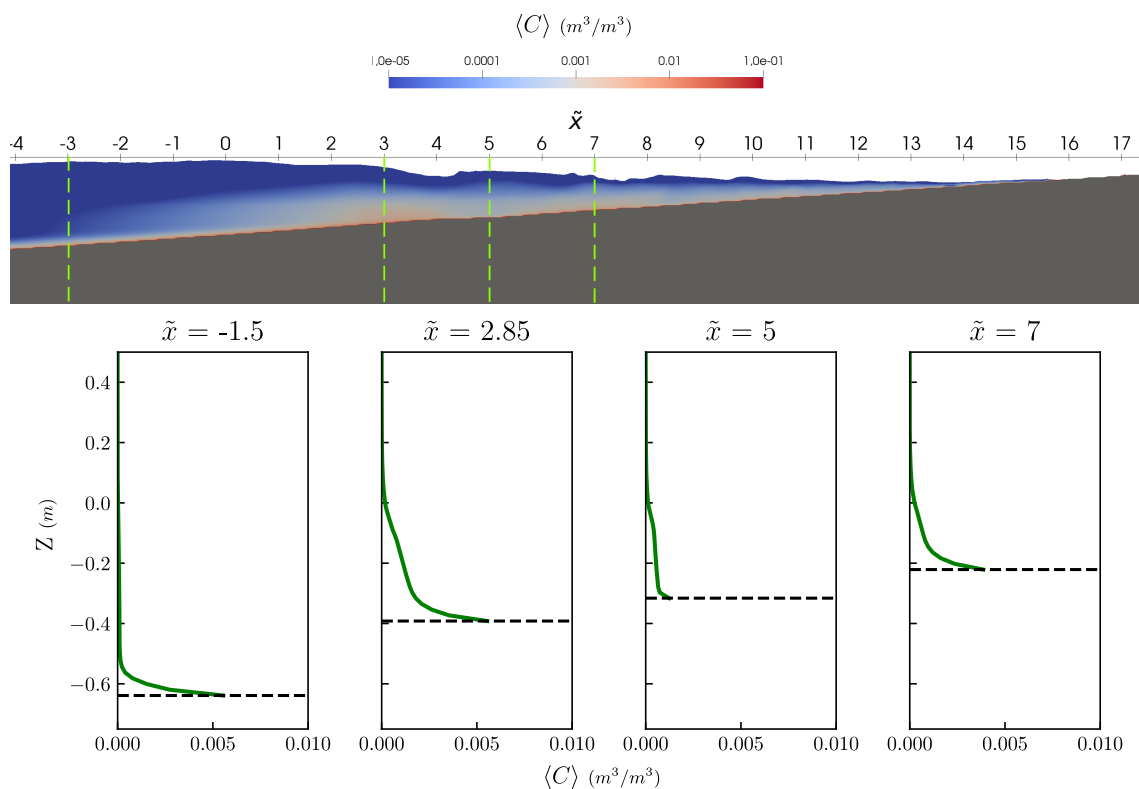 ⟨C⟩ (m³/m³)
1,0e-05 0.0001 0.001 0.01 1,0e-01
x̃
-4 -3 -2 -1 0 1 2 3 4 5 6 7 8 9 10 11 12 13 14 15 16 17
x̃ = -1.5 x̃ = 2.85 x̃ = 5 x̃ = 7
0.4
0.2
0.0
Z (m)
−0.2
−0.4
−0.6
0.000 0.005 0.010 0.000 0.005 0.010 0.000 0.005 0.010 0.000 0.005 0.010
⟨C⟩ (m³/m³)